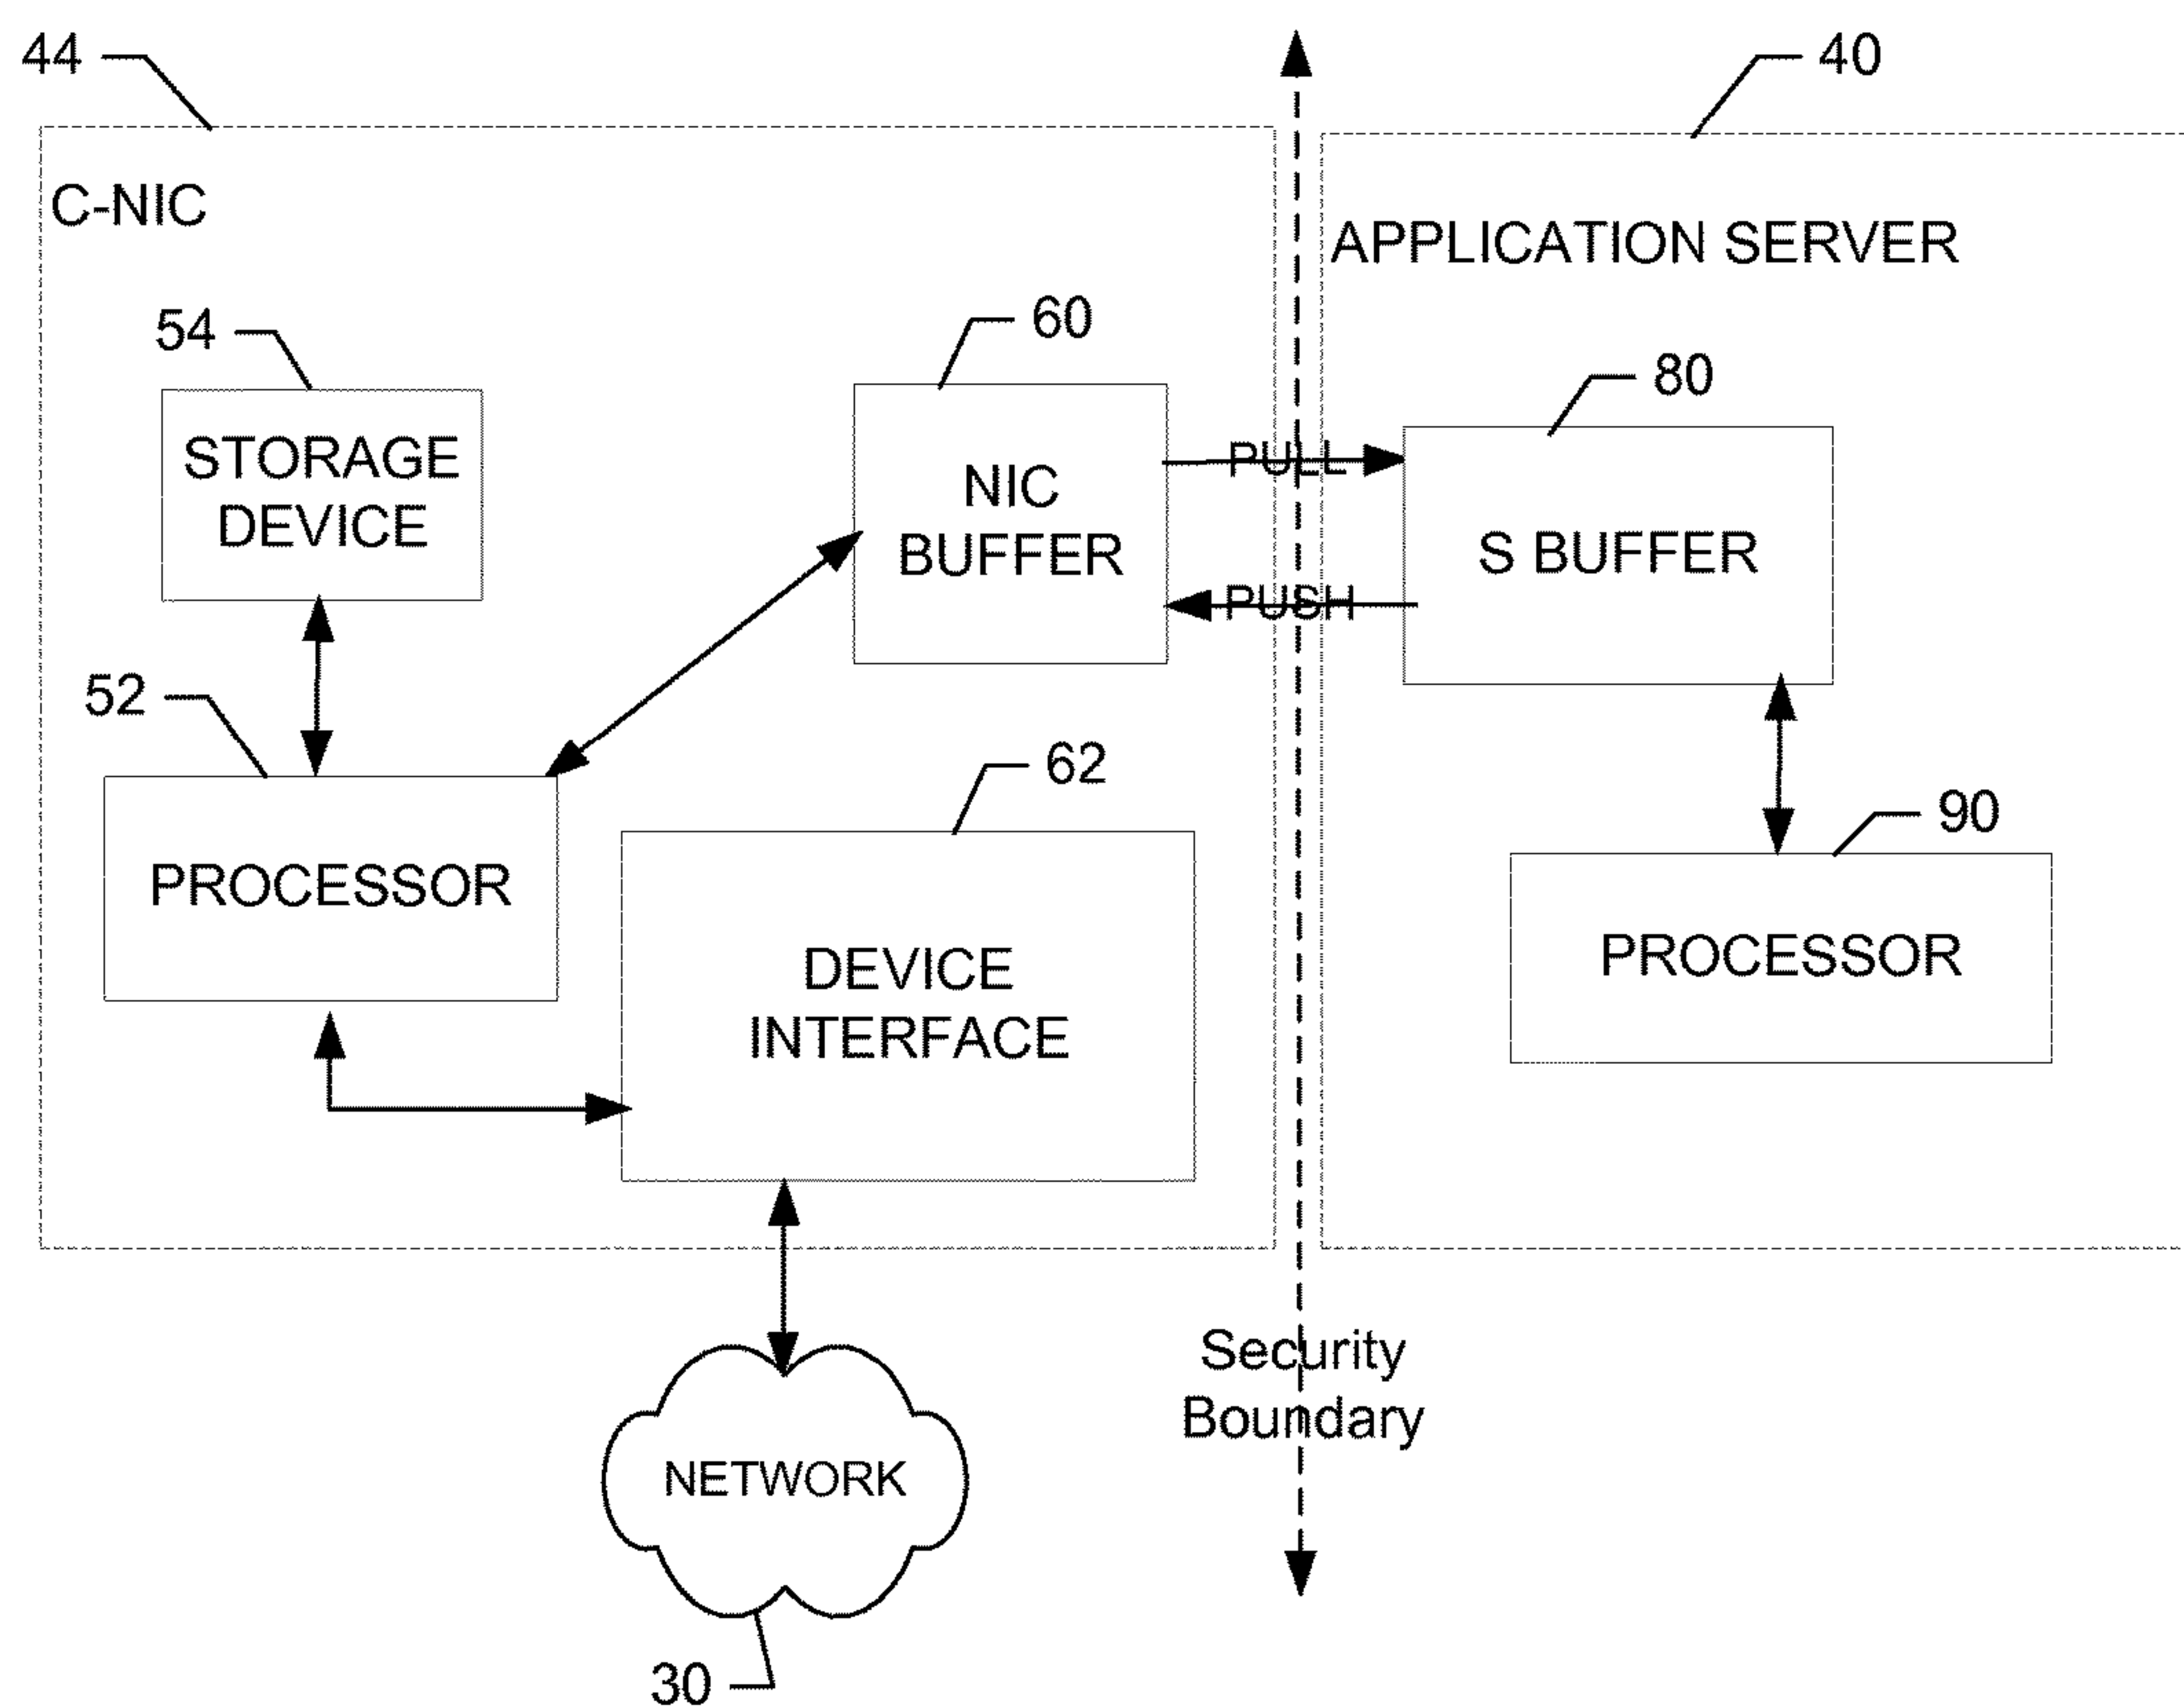 44
40
C-NIC
APPLICATION SERVER
54
60
80
STORAGE
DEVICE
NIC
BUFFER
PULL
S BUFFER
PUSH
52
62
90
PROCESSOR
DEVICE
INTERFACE
PROCESSOR
Security
Boundary
NETWORK
30